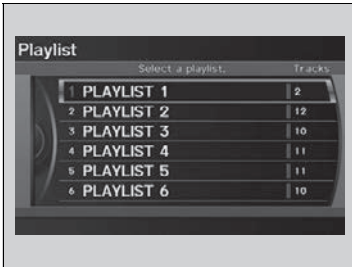 Playlist
Select a playlist. Tracks
1 PLAYLIST 1 2
2 PLAYLIST 2 12
3 PLAYLIST 3 10
4 PLAYLIST 4 11
5 PLAYLIST 5 11
6 PLAYLIST 6 10